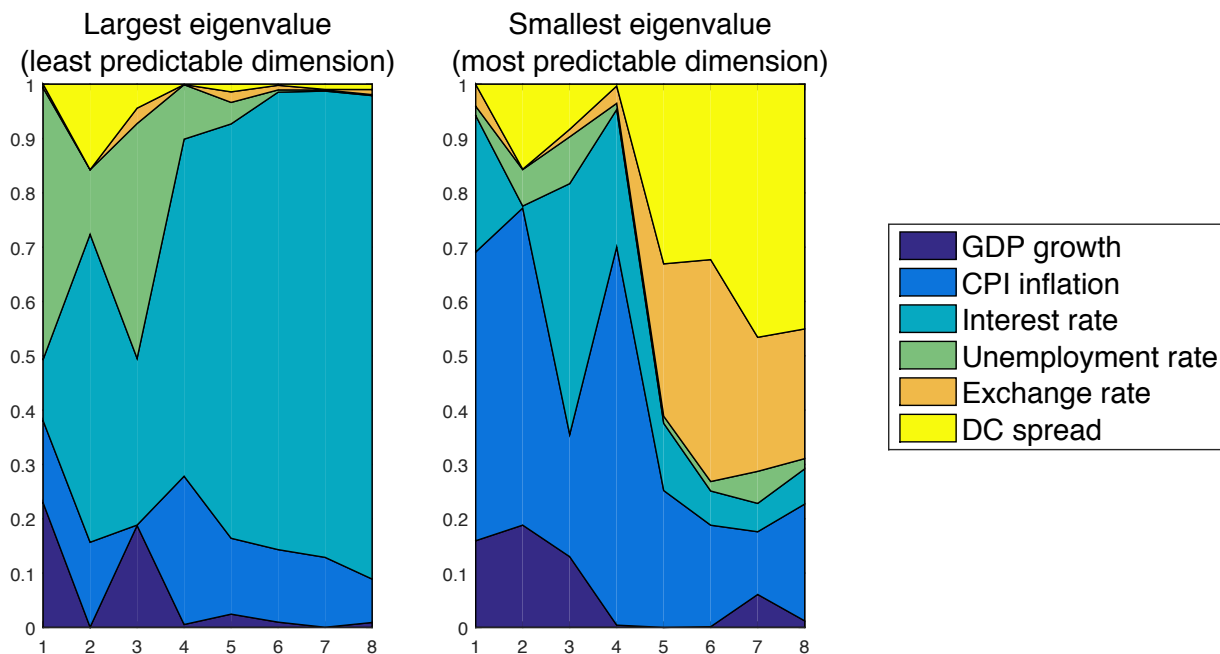 Largest eigenvalue
(least predictable dimension)
1
0.9
0.8
0.7
0.6
0.5
0.4
0.3
0.2
0.1
0
1 2 3 4 5 6 7 8
Smallest eigenvalue
(most predictable dimension)
1
0.9
0.8
0.7
0.6
0.5
0.4
0.3
0.2
0.1
0
1 2 3 4 5 6 7 8
GDP growth
CPI inflation
Interest rate
Unemployment rate
Exchange rate
DC spread